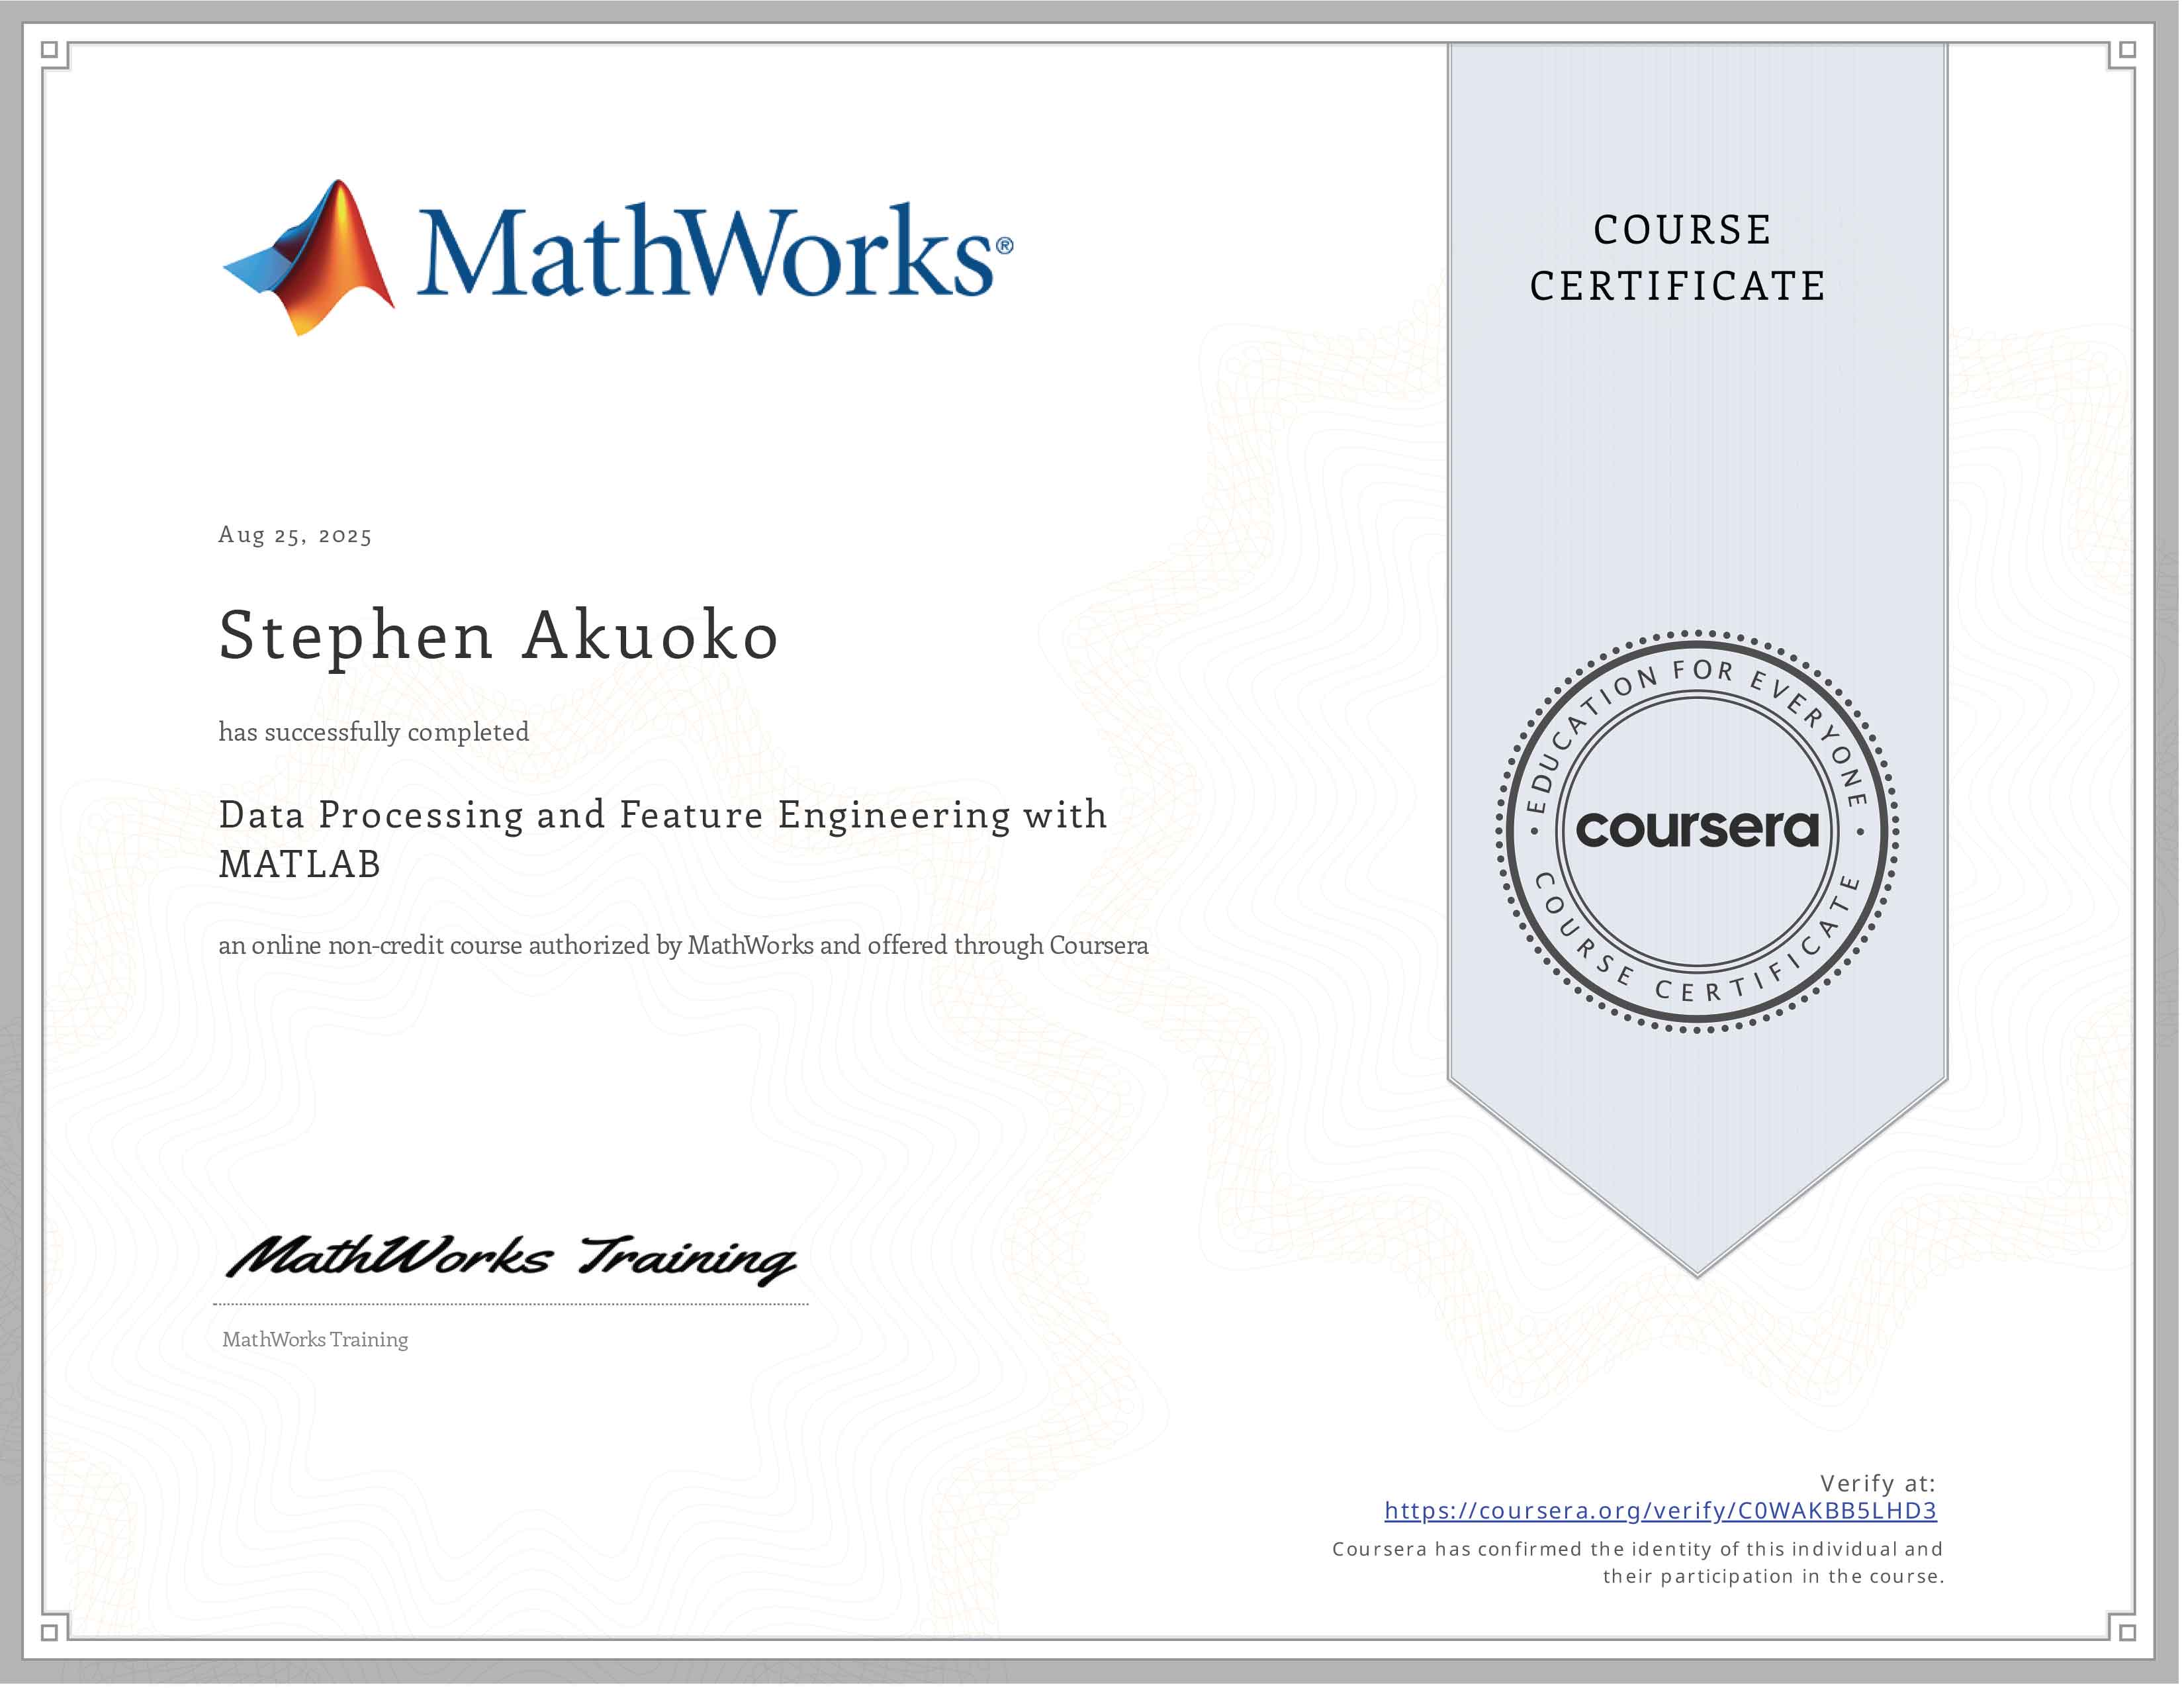 MathWorks®
COURSE
CERTIFICATE
Aug 25, 2025
Stephen Akuoko
has successfully completed
Data Processing and Feature Engineering with
MATLAB
an online non-credit course authorized by MathWorks and offered through Coursera
EDUCATION FOR EVERYONE
coursera
COURSE CERTIFICATE
MathWorks Training
MathWorks Training
Verify at:
https://coursera.org/verify/C0WAKBB5LHD3
Coursera has confirmed the identity of this individual and
their participation in the course.